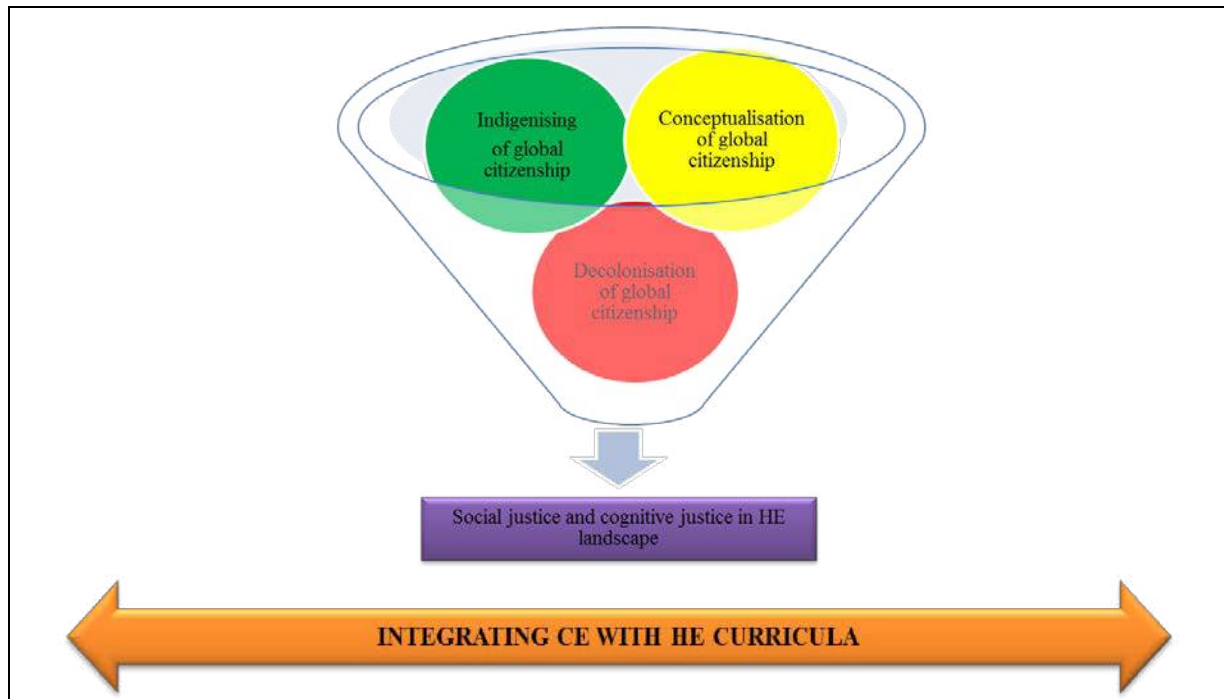 Indigenising
of global
citizenship
Conceptualisation
of global
citizenship
Decolonisation
of global
citizenship
Social justice and cognitive justice in HE
landscape
INTEGRATING CE WITH HE CURRICULA